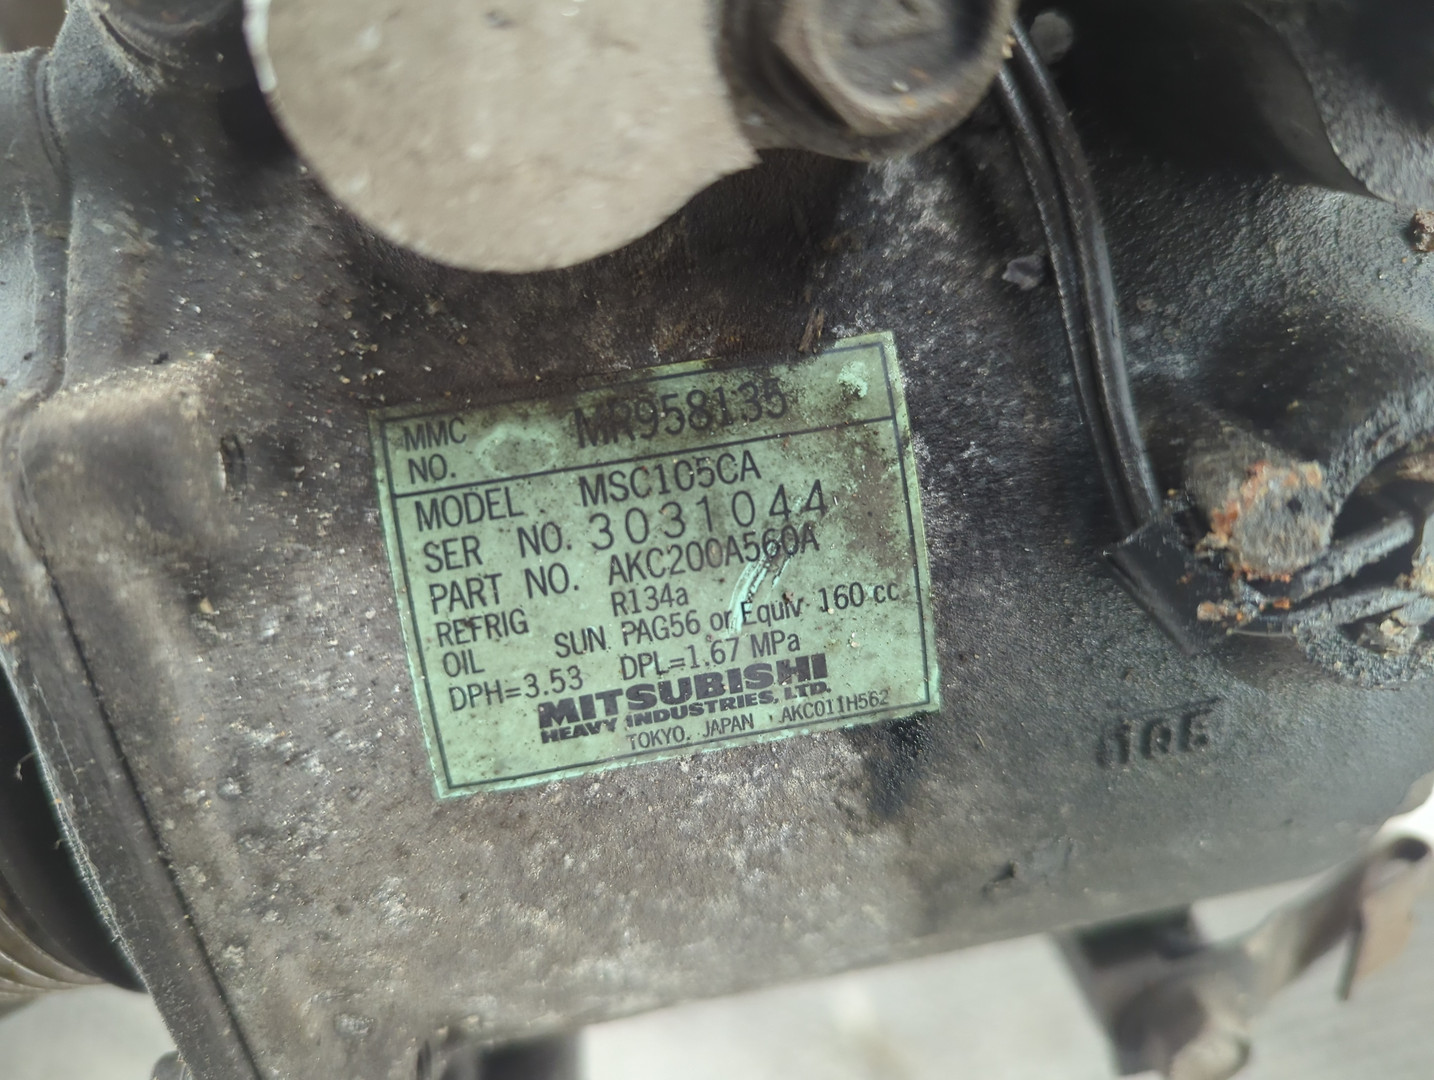 MMC NO. MR958135
MODEL MSC105CA
SER NO. 3031044
PART NO. AKC200A560A
REFRIG R134a
OIL SUN PAG56 or Equiv 160 cc
DPH=3.53 DPL=1.67 MPa
MITSUBISHI
HEAVY INDUSTRIES, LTD.
TOKYO, JAPAN AKC011H562